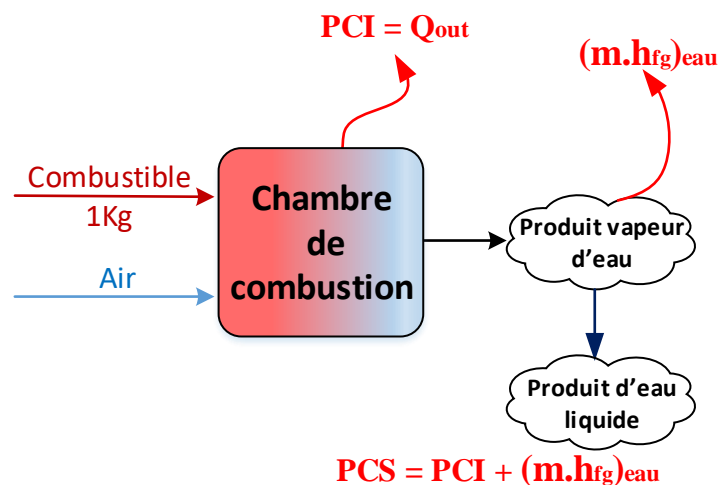 PCI = Qout
(m.hfg)eau
Combustible
1Kg
Air
Chambre
de
combustion
Produit vapeur
d'eau
Produit d'eau
liquide
PCS = PCI + (m.hfg)eau